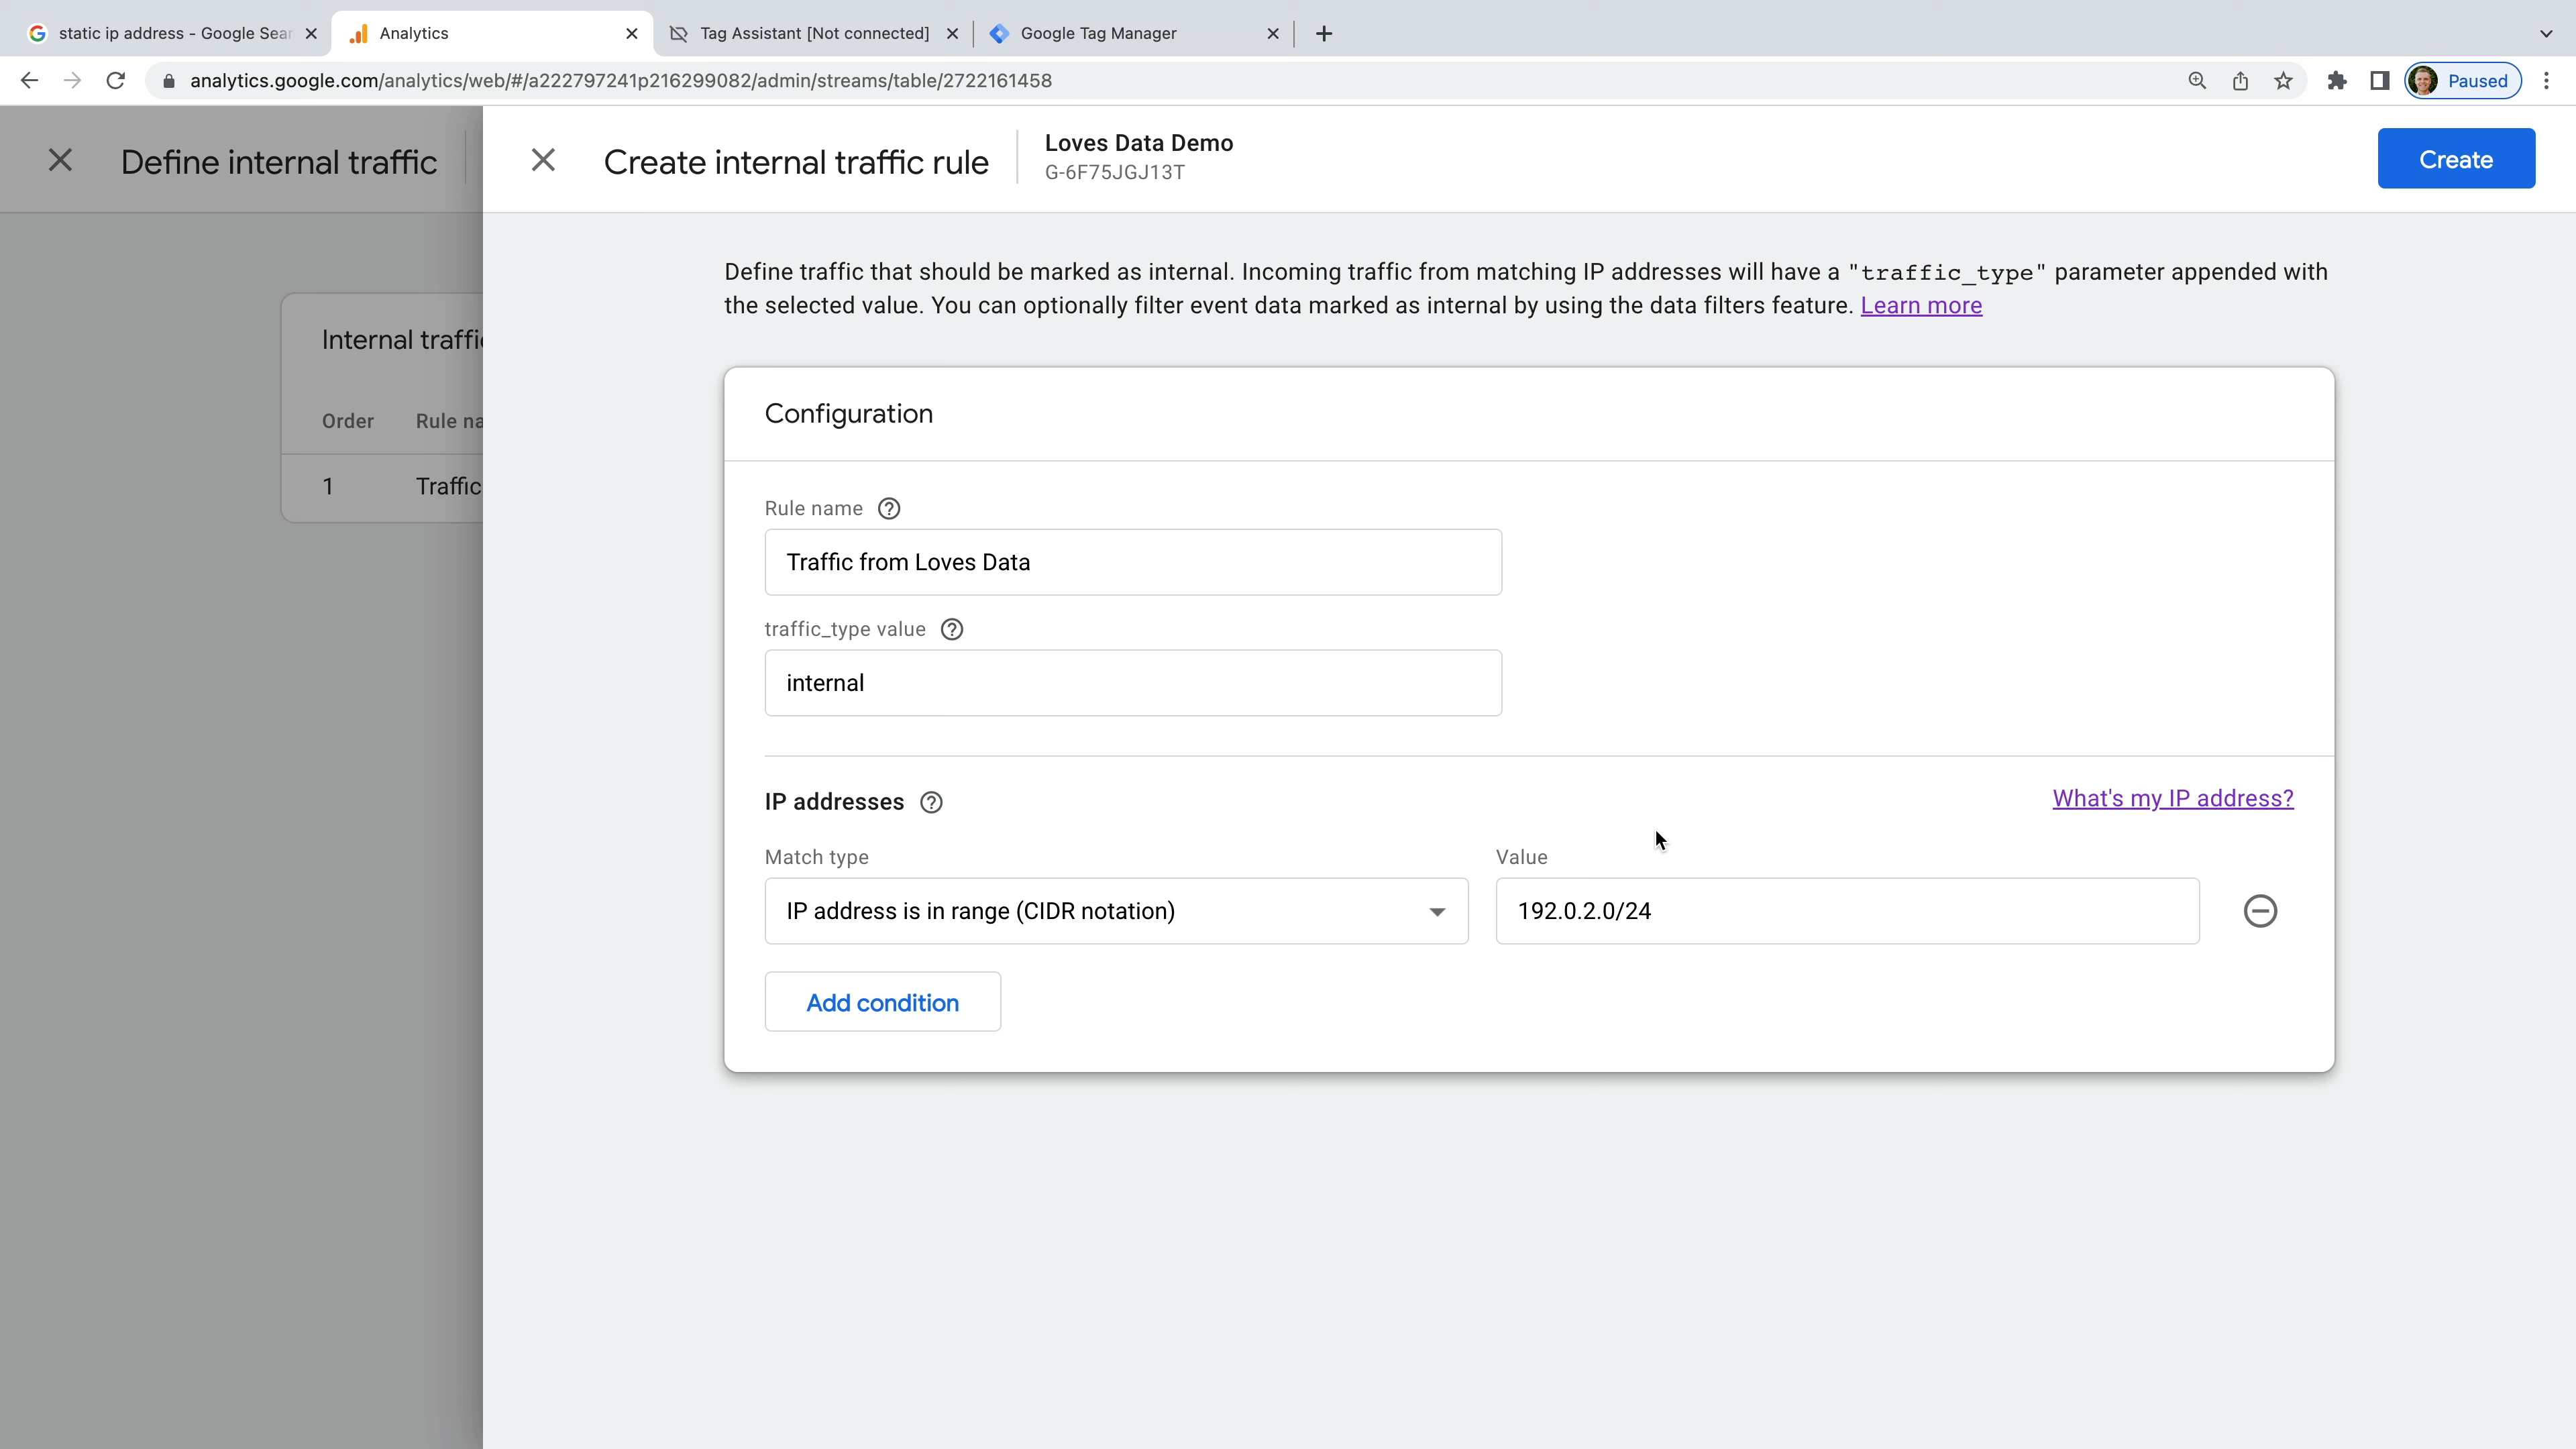 static ip address - Google Sea
Analytics
Tag Assistant [Not connected]
Google Tag Manager
analytics.google.com/analytics/web/#/a222797241p216299082/admin/streams/table/2722161458
Paused
Define internal traffic
Create internal traffic rule
Loves Data Demo
G-6F75JGJ13T
Create
Define traffic that should be marked as internal. Incoming traffic from matching IP addresses will have a "traffic_type" parameter appended with
the selected value. You can optionally filter event data marked as internal by using the data filters feature. Learn more
Internal traffi
Order
Rule na
1
Traffic
Configuration
Rule name
Traffic from Loves Data
traffic_type value
internal
IP addresses
What's my IP address?
Match type
Value
IP address is in range (CIDR notation)
192.0.2.0/24
Add condition